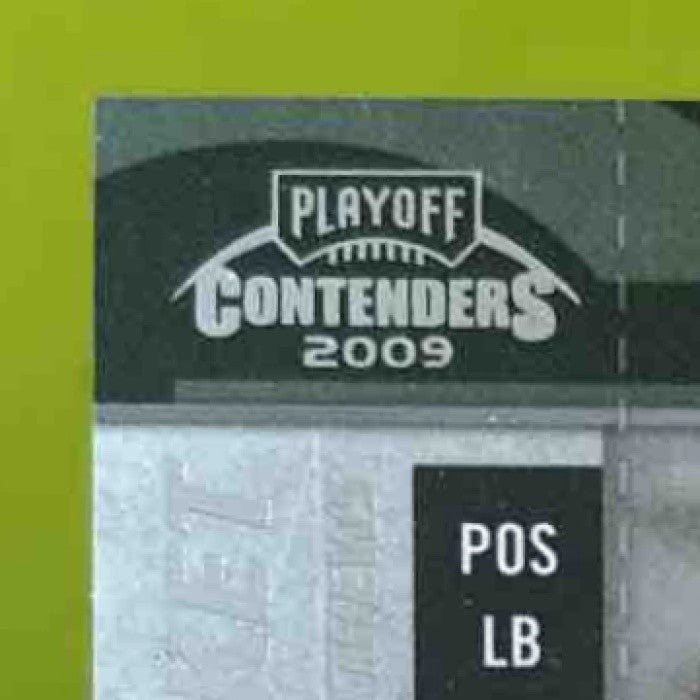 PLAYOFF
CONTENDERS
2009
POS
LB